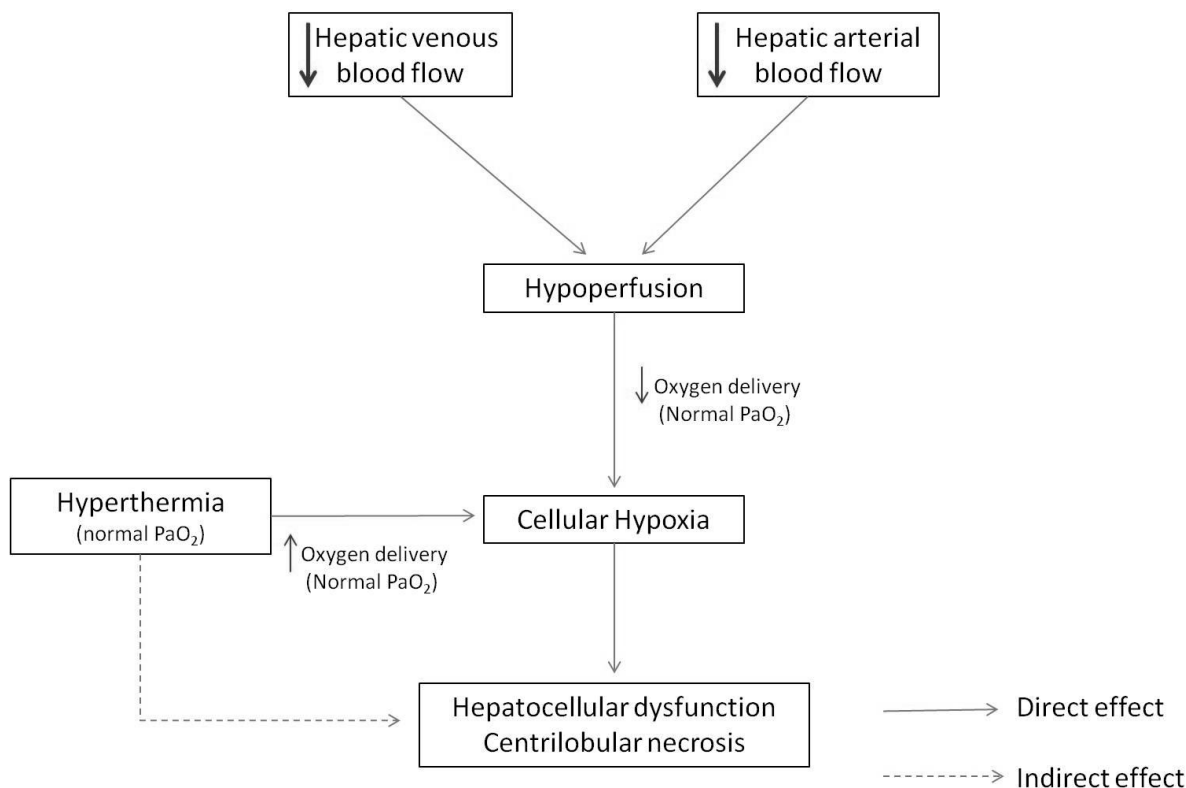 Hepatic venous
blood flow
Hepatic arterial
blood flow
Hypoperfusion
Oxygen delivery
(Normal PaO₂)
Hyperthermia
(normal PaO₂)
Oxygen delivery
(Normal PaO₂)
Cellular Hypoxia
Hepatocellular dysfunction
Centrilobular necrosis
Direct effect
Indirect effect